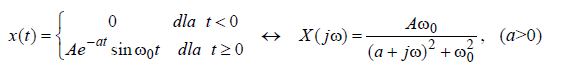 x(t) = { 0 dla t < 0 ; Ae^{-at} sin ω₀t dla t ≥ 0 ↔ X(jω) = Aω₀ / ((a + jω)² + ω₀²), (a>0)